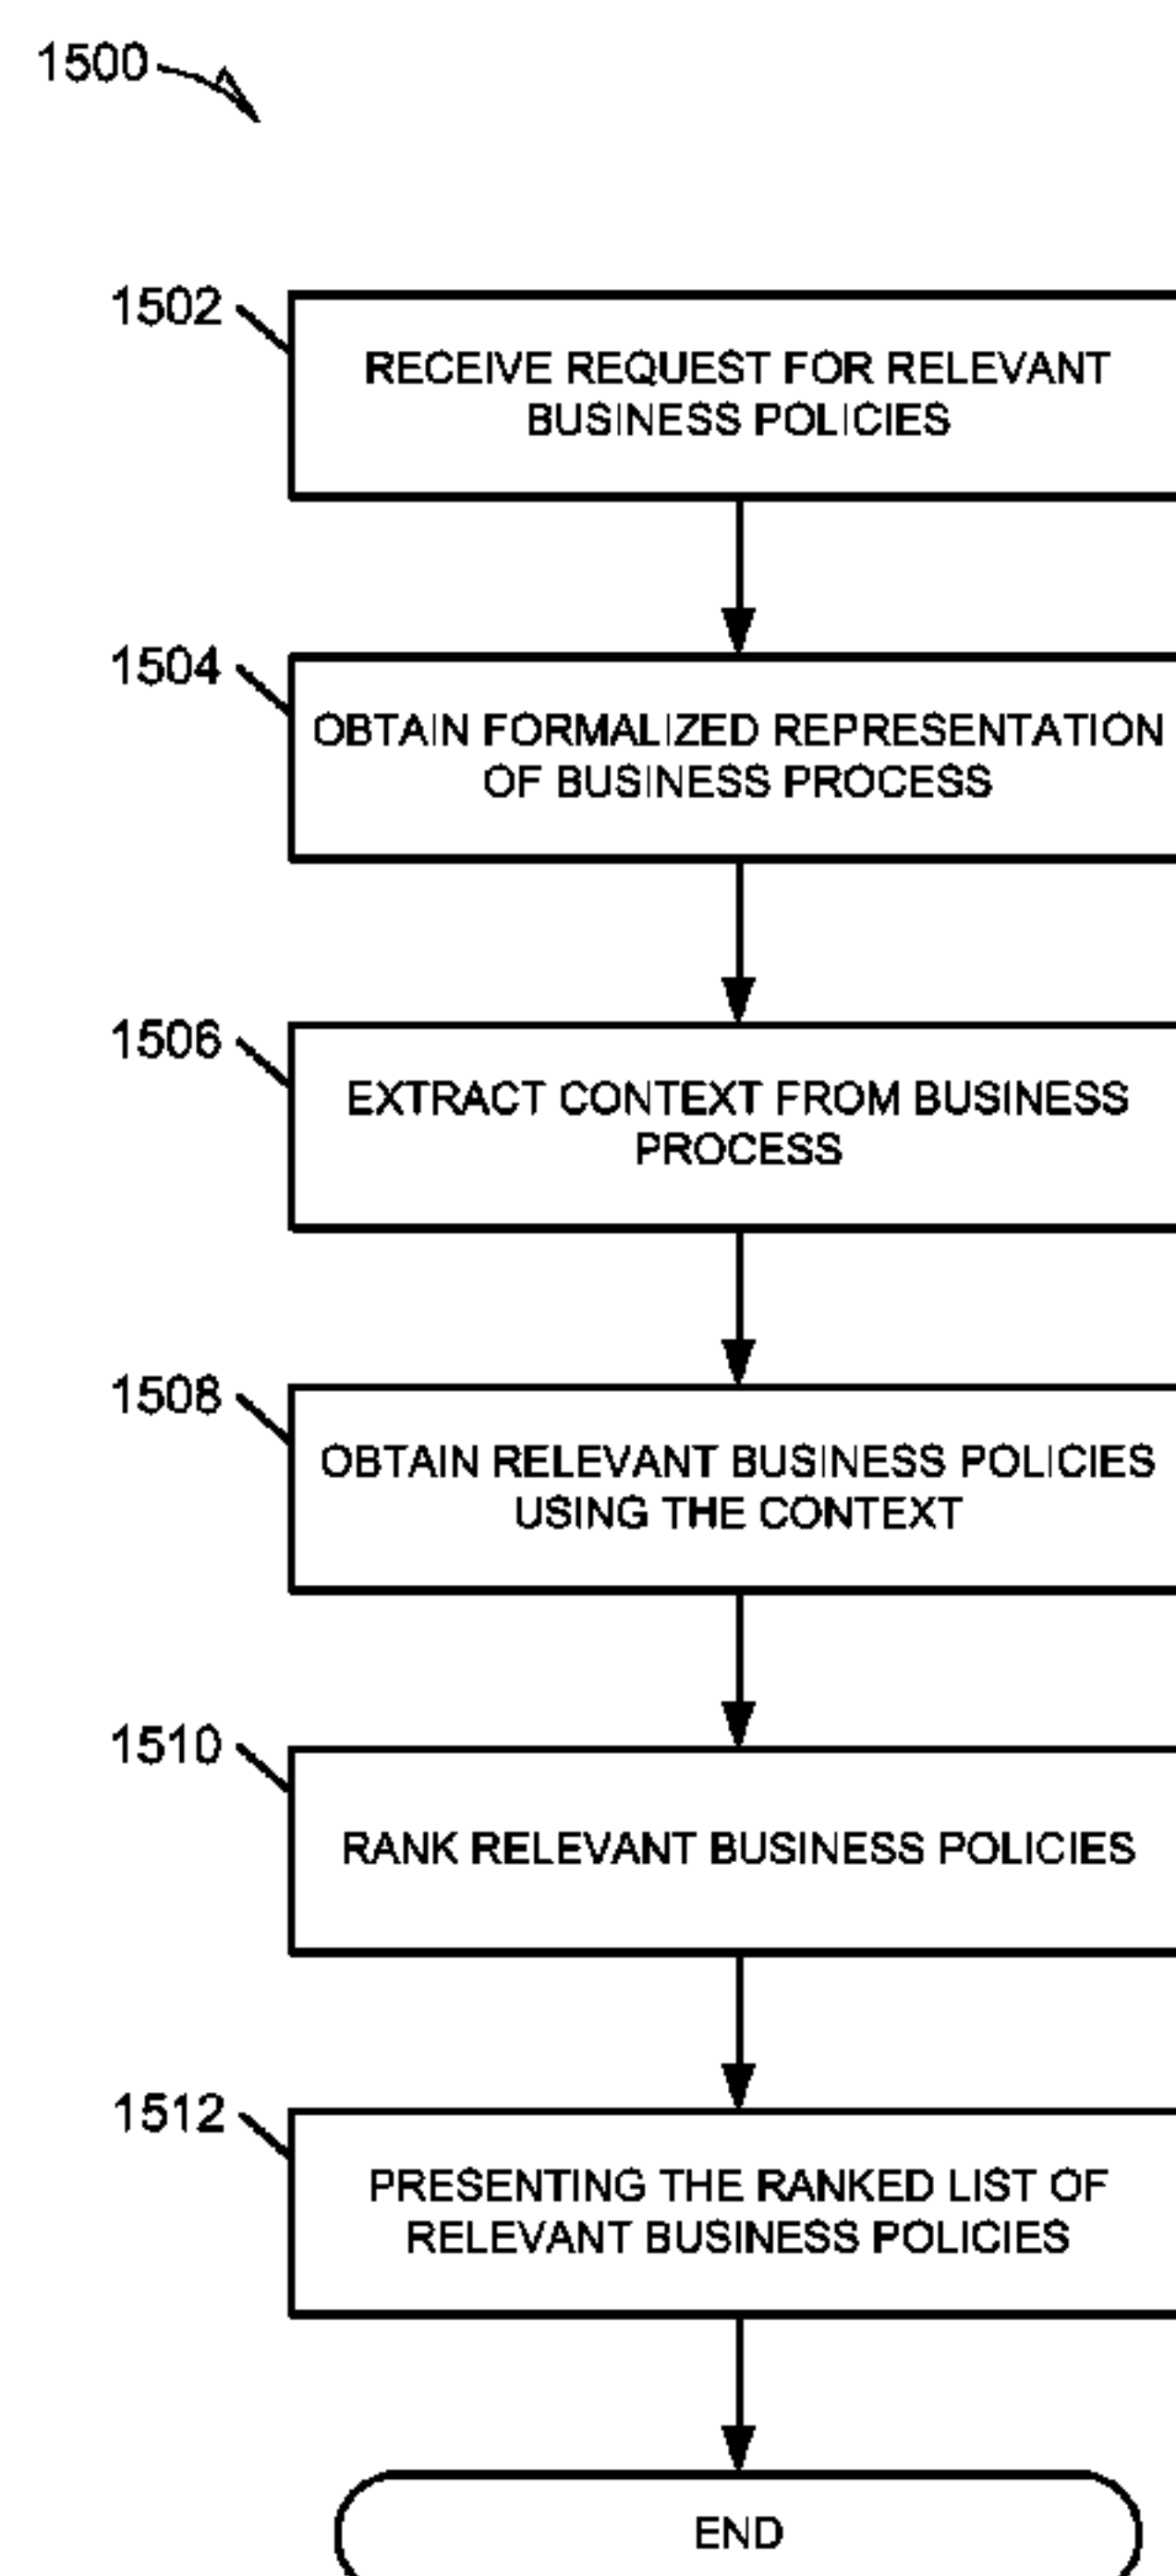 1500
1502
RECEIVE REQUEST FOR RELEVANT
BUSINESS POLICIES
1504
OBTAIN FORMALIZED REPRESENTATION
OF BUSINESS PROCESS
1506
EXTRACT CONTEXT FROM BUSINESS
PROCESS
1508
OBTAIN RELEVANT BUSINESS POLICIES
USING THE CONTEXT
1510
RANK RELEVANT BUSINESS POLICIES
1512
PRESENTING THE RANKED LIST OF
RELEVANT BUSINESS POLICIES
END